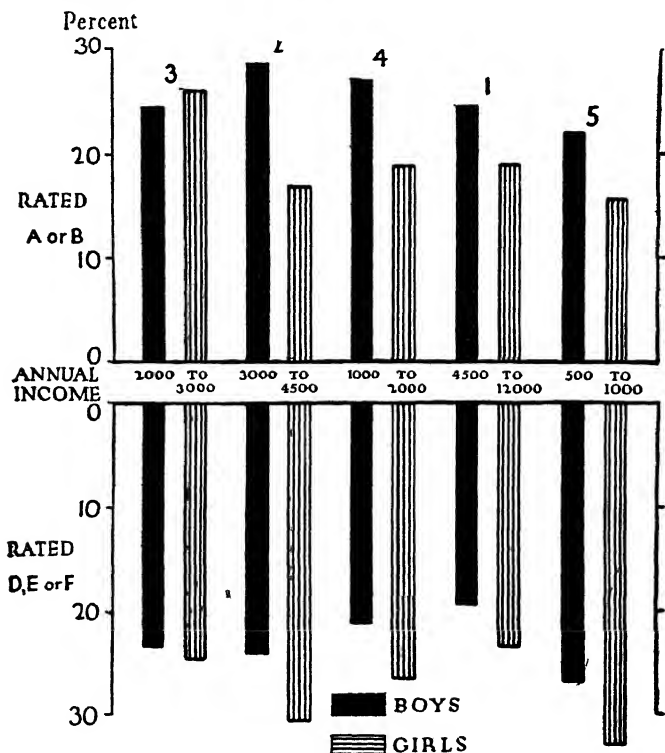 Percent
30
3 2 4 1 5
20
RATED
A or B
10
0
ANNUAL INCOME
2000 TO 3000
3000 TO 4500
1000 TO 2000
4500 TO 12000
500 TO 1000
0
10
RATED
D,E or F
20
30
BOYS
GIRLS